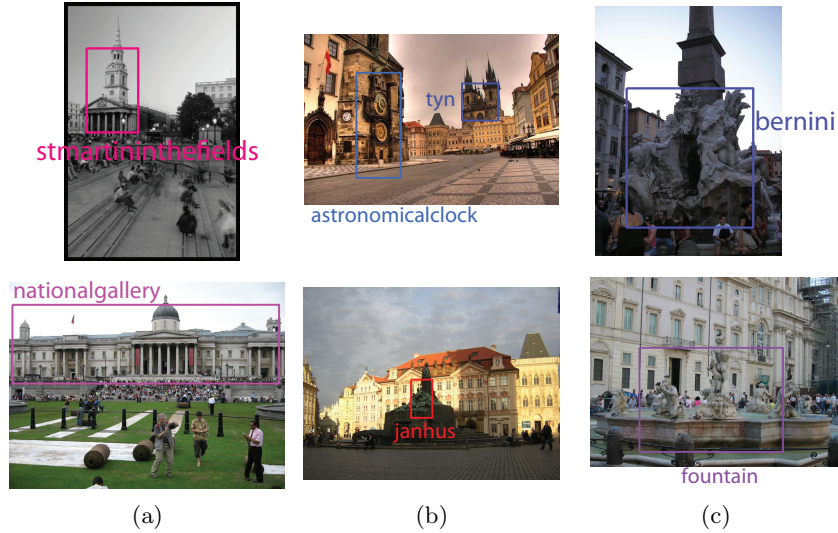 stmartininthefields
tyn
astronomicalclock
bernini
nationalgallery
janhus
fountain
(a)
(b)
(c)